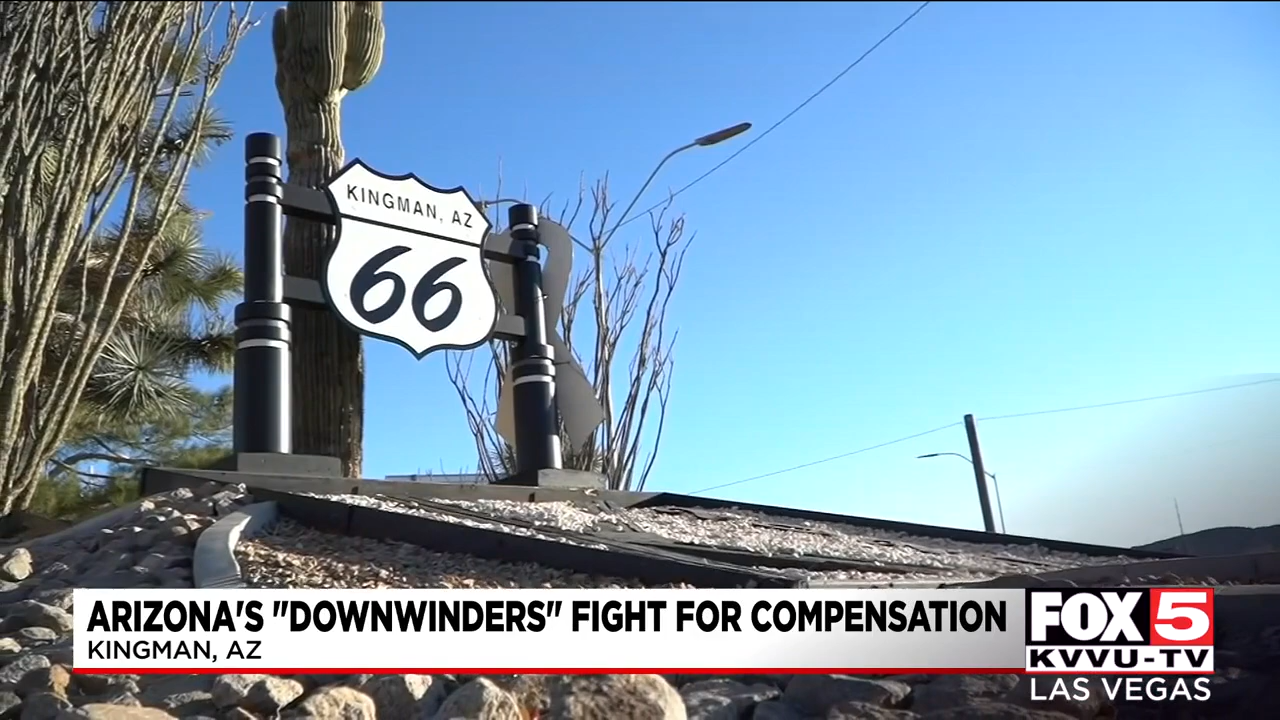 KINGMAN, AZ
66
ARIZONA'S "DOWNWINDERS" FIGHT FOR COMPENSATION
KINGMAN, AZ
FOX 5
KVVU-TV
LAS VEGAS